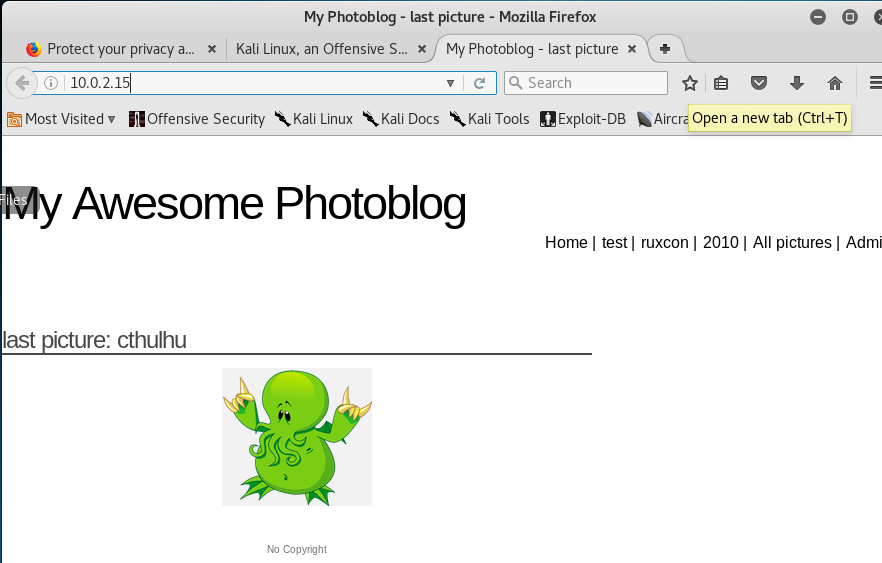 My Photoblog - last picture - Mozilla Firefox
Protect your privacy a... Kali Linux, an Offensive S... My Photoblog - last picture
10.0.2.15 Search
Most Visited Offensive Security Kali Linux Kali Docs Kali Tools Exploit-DB Aircra
Open a new tab (Ctrl+T)
Files
My Awesome Photoblog
Home | test | ruxcon | 2010 | All pictures | Admi
last picture: cthulhu
No Copyright